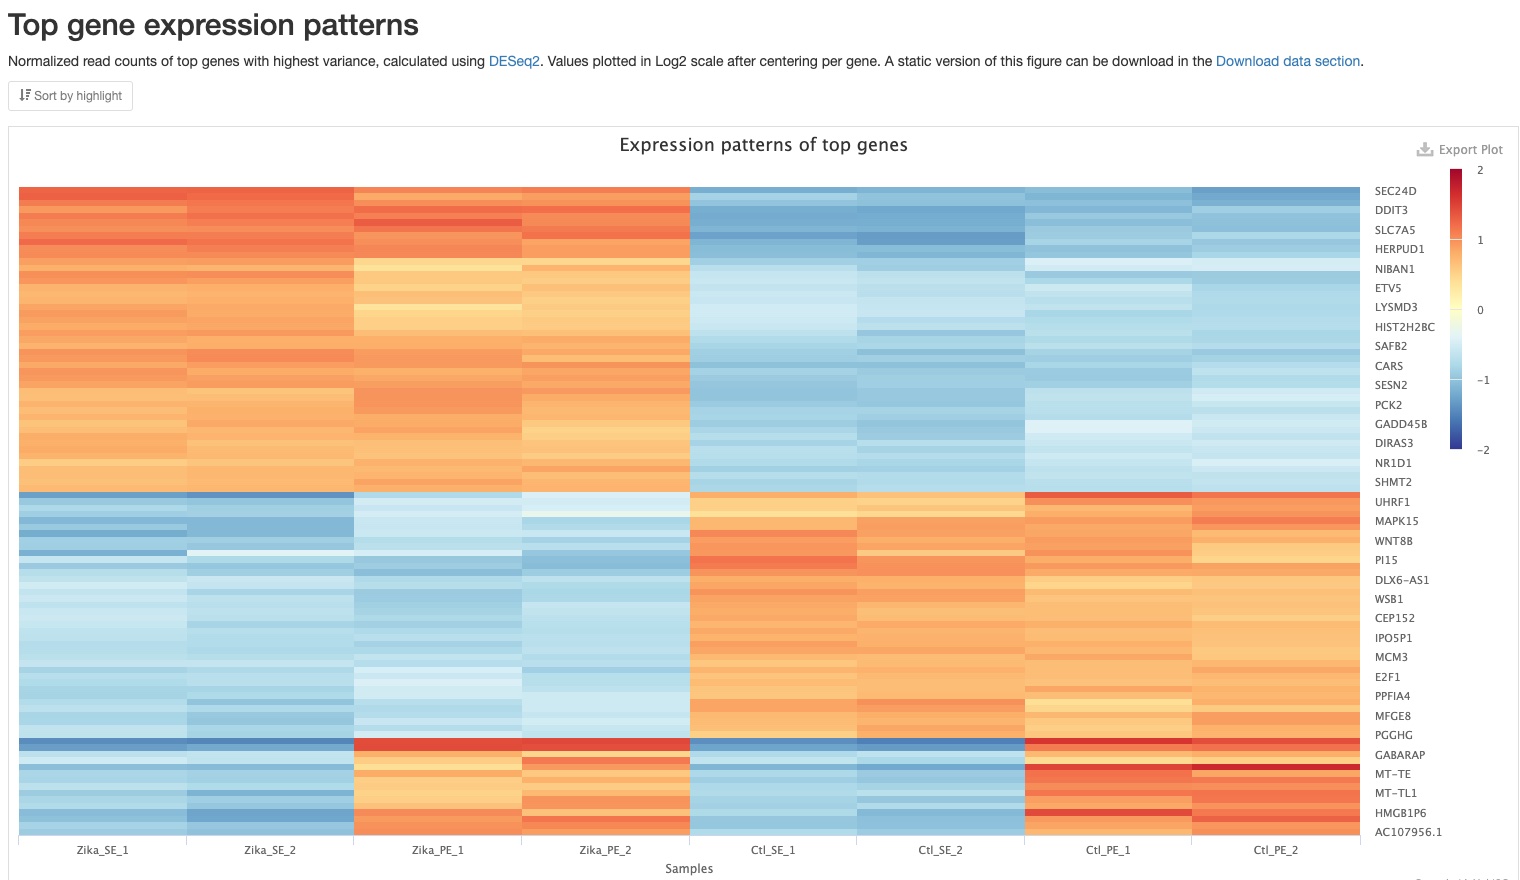 Top gene expression patterns
Normalized read counts of top genes with highest variance, calculated using DESeq2. Values plotted in Log2 scale after centering per gene. A static version of this figure can be download in the Download data section.
Sort by highlight
Expression patterns of top genes
Export Plot
2
1
0
−1
−2
SEC24D
DDIT3
SLC7A5
HERPUD1
NIBAN1
ETV5
LYSMD3
HIST2H2BC
SAFB2
CARS
SESN2
PCK2
GADD45B
DIRAS3
NR1D1
SHMT2
UHRF1
MAPK15
WNT8B
PI15
DLX6-AS1
WSB1
CEP152
IPO5P1
MCM3
E2F1
PPFIA4
MFGE8
PGGHG
GABARAP
MT-TE
MT-TL1
HMGB1P6
AC107956.1
Zika_SE_1 Zika_SE_2 Zika_PE_1 Zika_PE_2 Ctl_SE_1 Ctl_SE_2 Ctl_PE_1 Ctl_PE_2
Samples